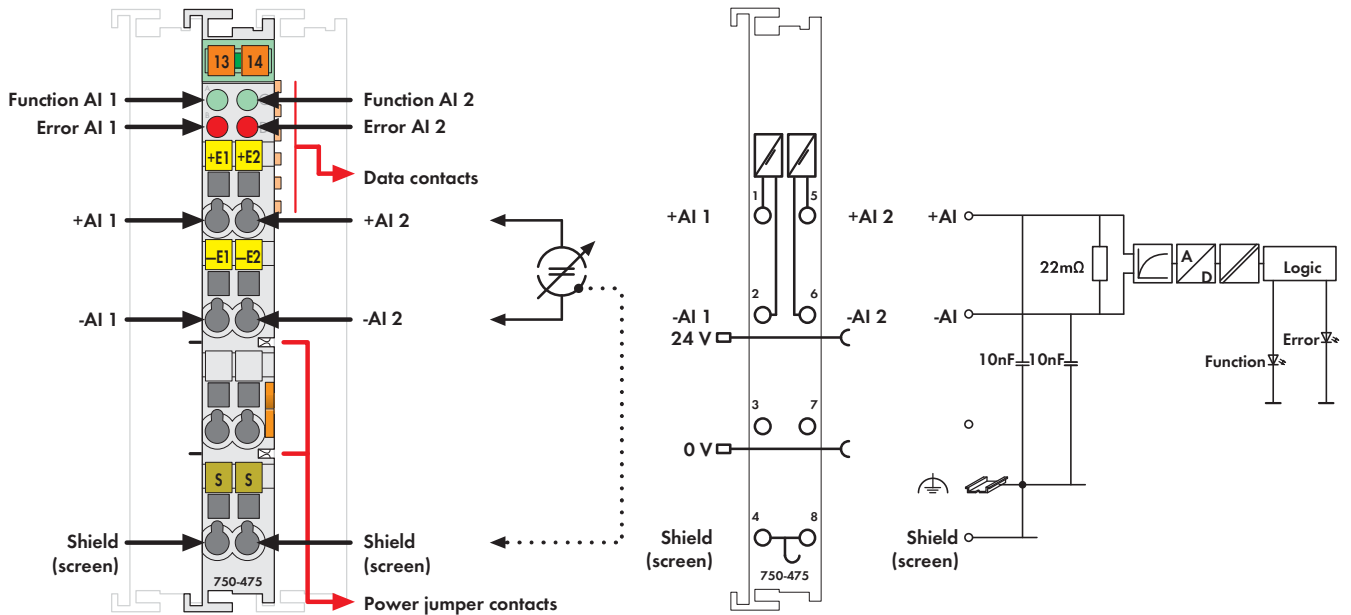 13 14
Function AI 1
Function AI 2
Error AI 1
Error AI 2
+E1 +E2
Data contacts
+AI 1
+AI 2
–E1 –E2
-AI 1
-AI 2
S S
Shield
(screen)
Shield
(screen)
750-475
Power jumper contacts
1 5
+AI 1
+AI 2
2 6
-AI 1
-AI 2
24 V
3 7
0 V
4 8
Shield
(screen)
750-475
+AI
22mΩ
A
D
Logic
-AI
10nF 10nF
Error
Function
Shield
(screen)